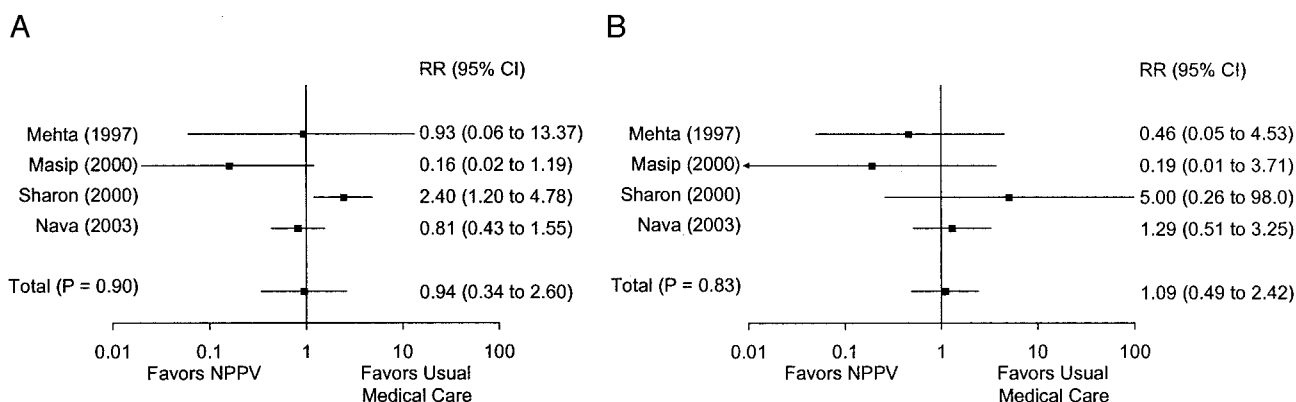 A
RR (95% CI)
Mehta (1997) 0.93 (0.06 to 13.37)
Masip (2000) 0.16 (0.02 to 1.19)
Sharon (2000) 2.40 (1.20 to 4.78)
Nava (2003) 0.81 (0.43 to 1.55)
Total (P = 0.90) 0.94 (0.34 to 2.60)
0.01 0.1 1 10 100
Favors NPPV Favors Usual
Medical Care
B
RR (95% CI)
Mehta (1997) 0.46 (0.05 to 4.53)
Masip (2000) 0.19 (0.01 to 3.71)
Sharon (2000) 5.00 (0.26 to 98.0)
Nava (2003) 1.29 (0.51 to 3.25)
Total (P = 0.83) 1.09 (0.49 to 2.42)
0.01 0.1 1 10 100
Favors NPPV Favors Usual
Medical Care